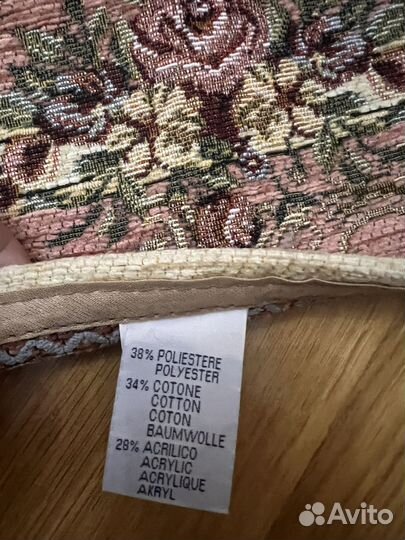 38% POLIESTERE
POLYESTER
34% COTONE
COTTON
COTON
BAUMWOLLE
28% ACRILICO
ACRYLIC
ACRYLIQUE
AKRYL
Avito